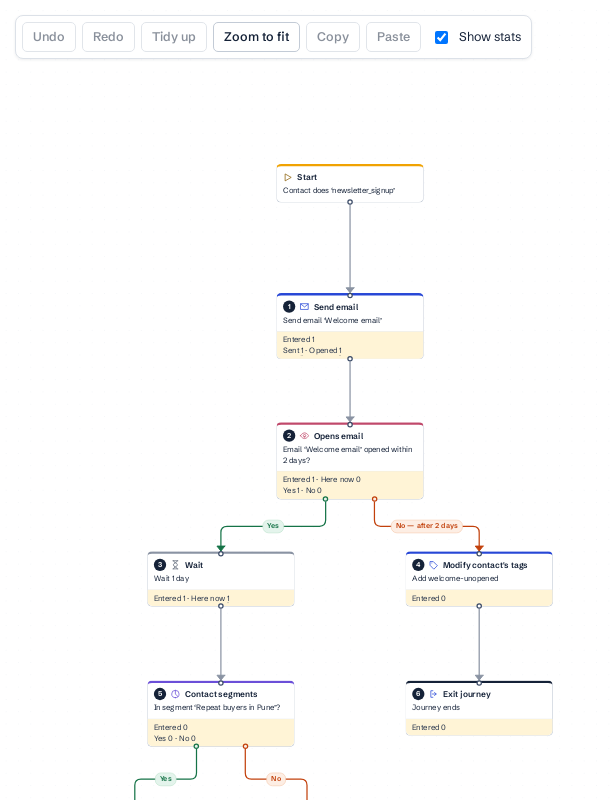 Undo Redo Tidy up Zoom to fit Copy Paste Show stats
Start
Contact does 'newsletter_signup'
1 Send email
Send email 'Welcome email'
Entered 1
Sent 1 · Opened 1
2 Opens email
Email 'Welcome email' opened within
2 days?
Entered 1 · Here now 0
Yes 1 · No 0
Yes
No — after 2 days
3 Wait
Wait 1 day
Entered 1 · Here now 1
4 Modify contact's tags
Add welcome-unopened
Entered 0
5 Contact segments
In segment 'Repeat buyers in Pune'?
Entered 0
Yes 0 · No 0
6 Exit journey
Journey ends
Entered 0
Yes
No